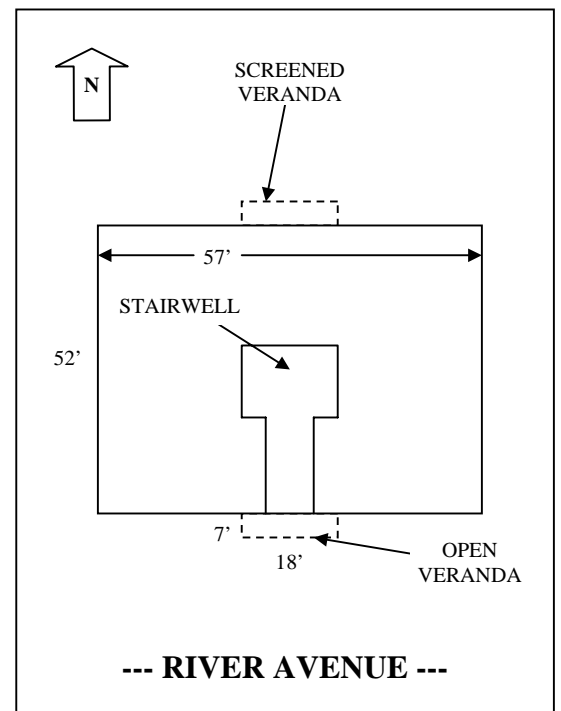 N
SCREENED
VERANDA
57’
STAIRWELL
52’
7’
18’
OPEN
VERANDA
--- RIVER AVENUE ---